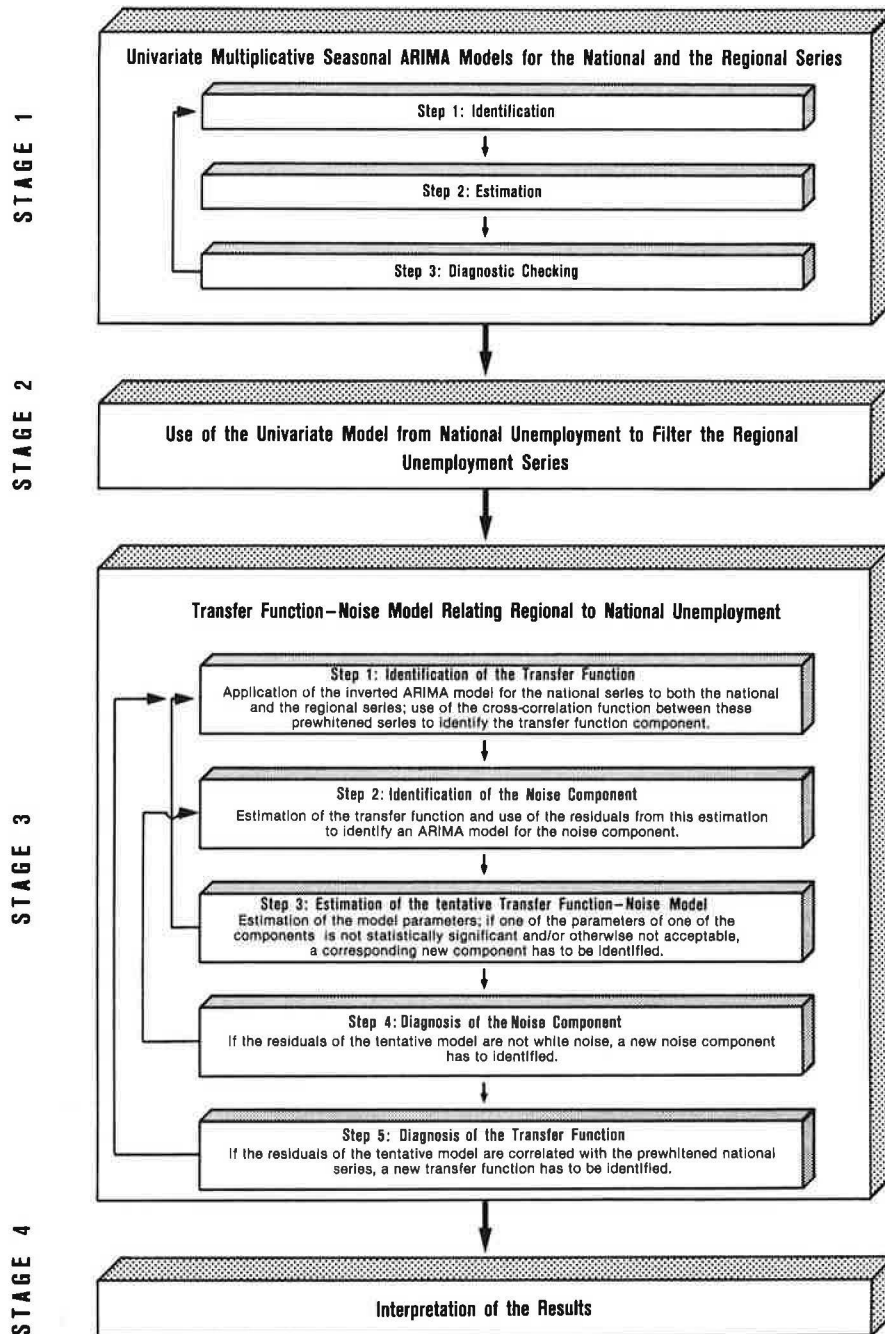 STAGE 1
Univariate Multiplicative Seasonal ARIMA Models for the National and the Regional Series
Step 1: Identification
Step 2: Estimation
Step 3: Diagnostic Checking
STAGE 2
Use of the Univariate Model from National Unemployment to Filter the Regional
Unemployment Series
STAGE 3
Transfer Function–Noise Model Relating Regional to National Unemployment
Step 1: Identification of the Transfer Function
Application of the inverted ARIMA model for the national series to both the national
and the regional series; use of the cross-correlation function between these
prewhitened series to identify the transfer function component.
Step 2: Identification of the Noise Component
Estimation of the transfer function and use of the residuals from this estimation
to identify an ARIMA model for the noise component.
Step 3: Estimation of the tentative Transfer Function–Noise Model
Estimation of the model parameters; if one of the parameters of one of the
components is not statistically significant and/or otherwise not acceptable,
a corresponding new component has to be identified.
Step 4: Diagnosis of the Noise Component
If the residuals of the tentative model are not white noise, a new noise component
has to identified.
Step 5: Diagnosis of the Transfer Function
If the residuals of the tentative model are correlated with the prewhitened national
series, a new transfer function has to be identified.
STAGE 4
Interpretation of the Results